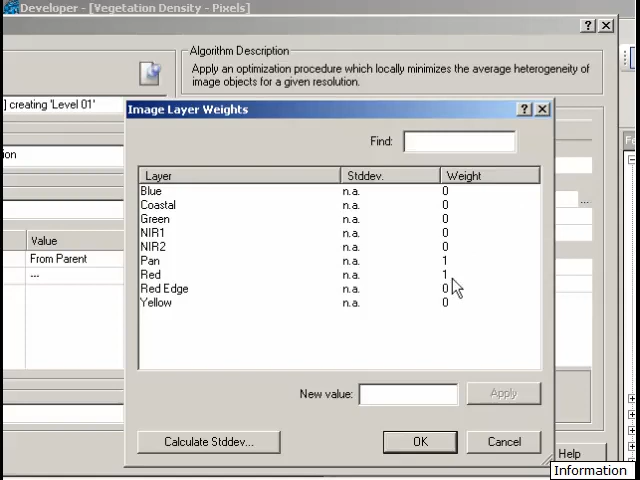 Developer - [Vegetation Density - Pixels]
Algorithm Description
Apply an optimization procedure which locally minimizes the average heterogeneity of
image objects for a given resolution.
] creating 'Level 01'
Image Layer Weights
Find:
Layer Stddev. Weight
Blue n.a. 0
Coastal n.a. 0
Green n.a. 0
NIR1 n.a. 0
NIR2 n.a. 0
Pan n.a. 1
Red n.a. 1
Red Edge n.a. 0
Yellow n.a. 0
ion
Value
From Parent
---
...
New value:
Apply
Calculate Stddev...
OK
Cancel
Help
Information